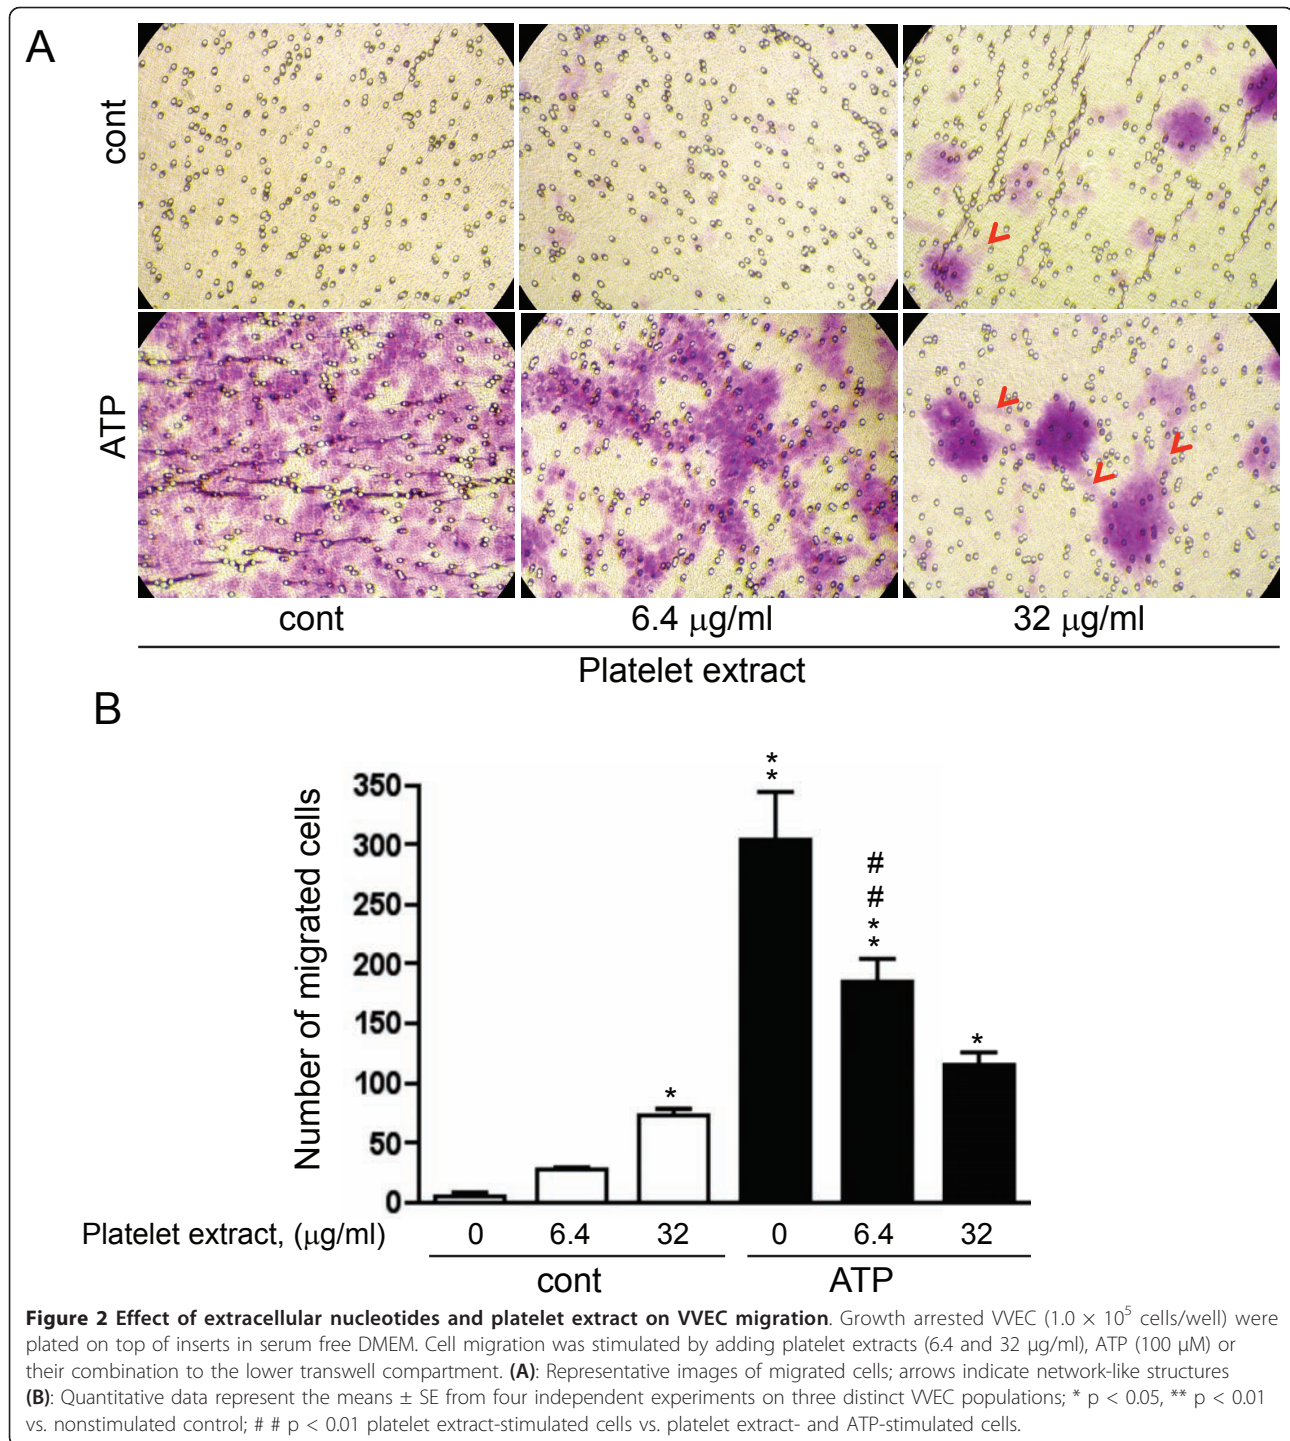 A
cont
ATP
cont 6.4 μg/ml 32 μg/ml
Platelet extract
B
Number of migrated cells
350
300
250
200
150
100
50
0
* *
# # * *
*
*
Platelet extract, (μg/ml) 0 6.4 32 0 6.4 32
cont ATP
Figure 2 Effect of extracellular nucleotides and platelet extract on VVEC migration. Growth arrested VVEC (1.0 × 10⁵ cells/well) were
plated on top of inserts in serum free DMEM. Cell migration was stimulated by adding platelet extracts (6.4 and 32 μg/ml), ATP (100 μM) or
their combination to the lower transwell compartment. (A): Representative images of migrated cells; arrows indicate network-like structures
(B): Quantitative data represent the means ± SE from four independent experiments on three distinct VVEC populations; * p < 0.05, ** p < 0.01
vs. nonstimulated control; # # p < 0.01 platelet extract-stimulated cells vs. platelet extract- and ATP-stimulated cells.